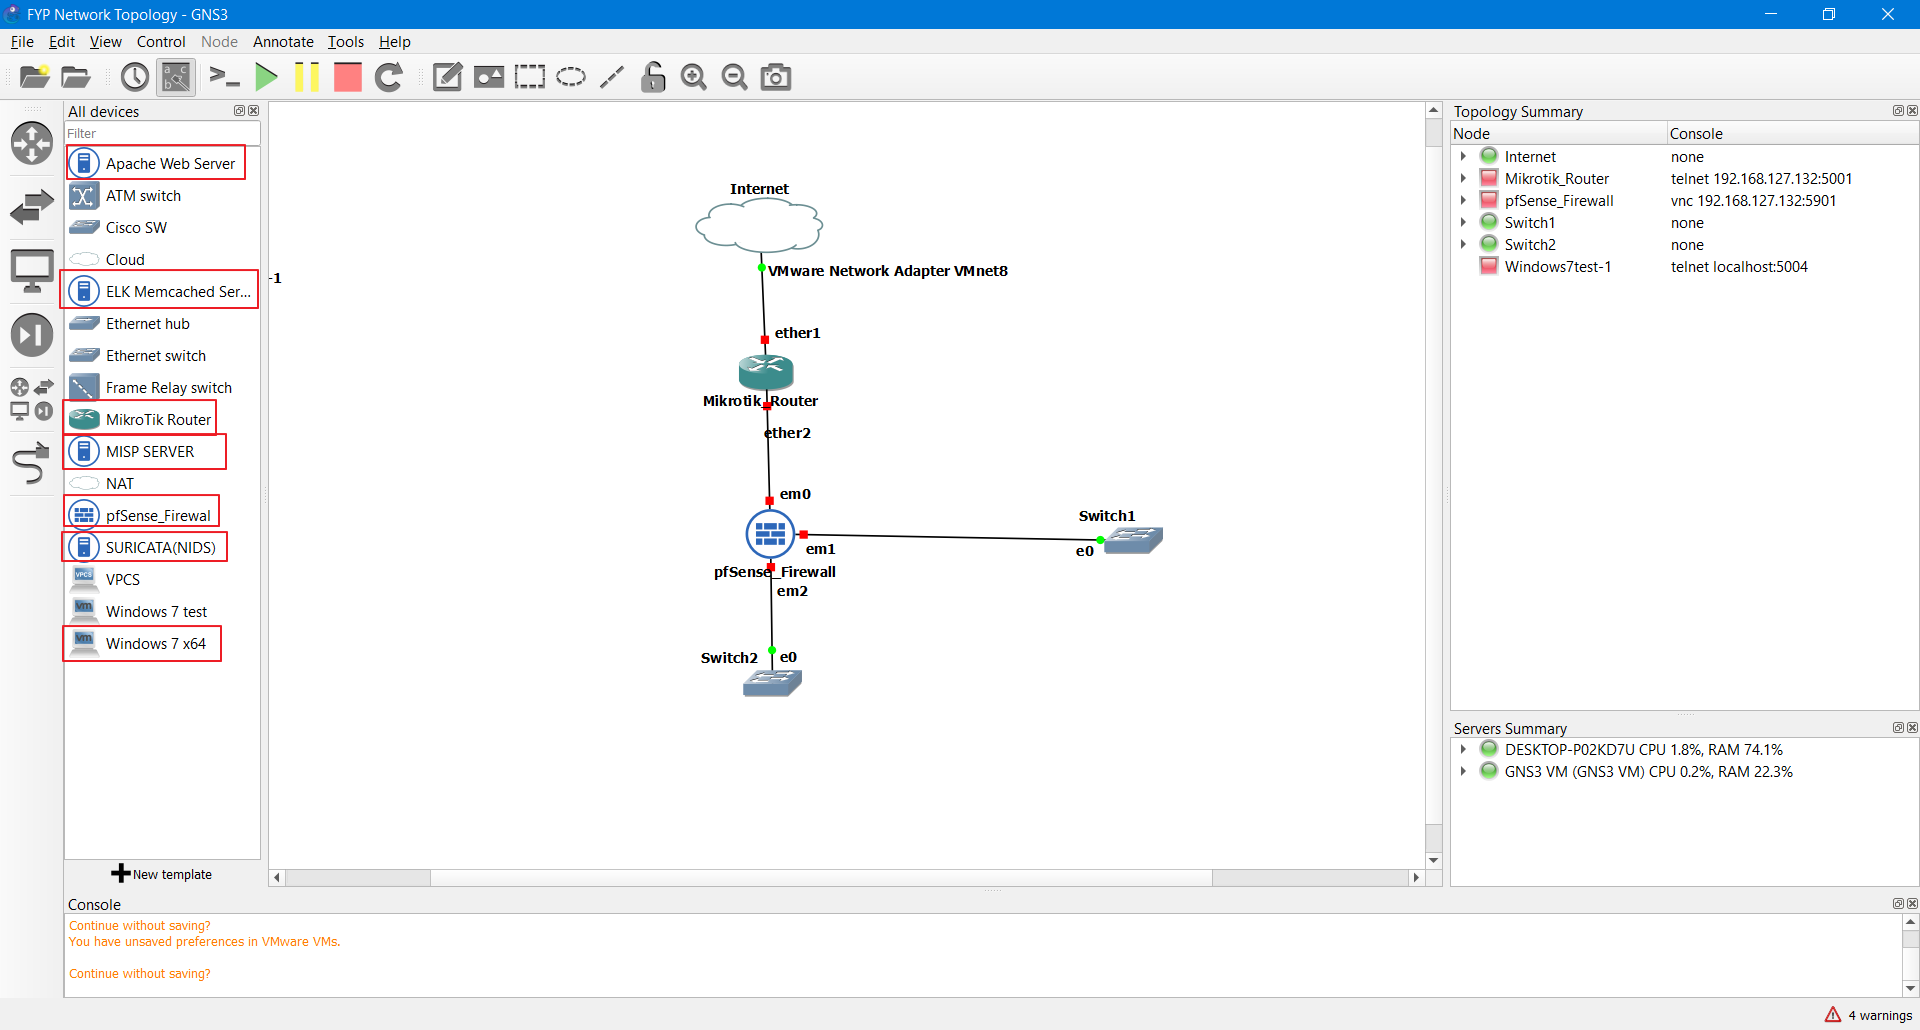 FYP Network Topology - GNS3
File Edit View Control Node Annotate Tools Help
All devices
Filter
Apache Web Server
ATM switch
Cisco SW
Cloud
ELK Memcached Ser...
Ethernet hub
Ethernet switch
Frame Relay switch
MikroTik Router
MISP SERVER
NAT
pfSense_Firewal
SURICATA(NIDS)
VPCS
Windows 7 test
Windows 7 x64
New template
-1
Internet
VMware Network Adapter VMnet8
ether1
Mikrotik_Router
ether2
em0
em1
pfSense_Firewall
em2
Switch1
e0
Switch2
e0
Topology Summary
Node Console
Internet none
Mikrotik_Router telnet 192.168.127.132:5001
pfSense_Firewall vnc 192.168.127.132:5901
Switch1 none
Switch2 none
Windows7test-1 telnet localhost:5004
Servers Summary
DESKTOP-P02KD7U CPU 1.8%, RAM 74.1%
GNS3 VM (GNS3 VM) CPU 0.2%, RAM 22.3%
Console
Continue without saving?
You have unsaved preferences in VMware VMs.
Continue without saving?
4 warnings